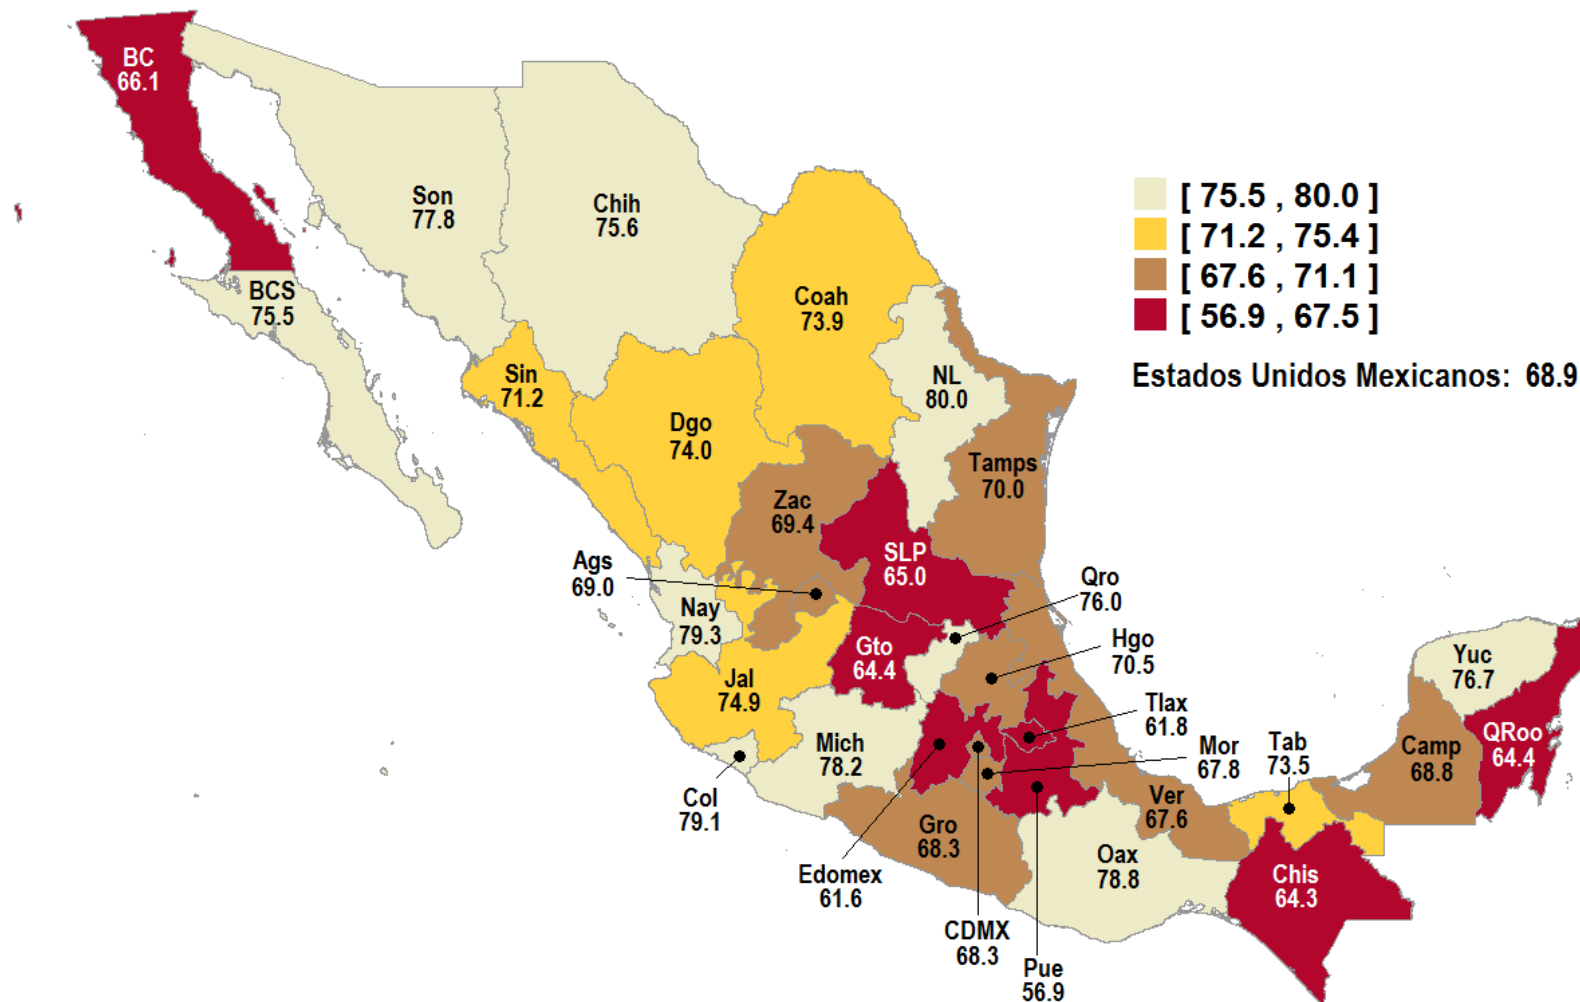 BC
66.1
Son
77.8
Chih
75.6
[ 75.5 , 80.0 ]
[ 71.2 , 75.4 ]
[ 67.6 , 71.1 ]
[ 56.9 , 67.5 ]
Estados Unidos Mexicanos: 68.9
BCS
75.5
Coah
73.9
Sin
71.2
NL
80.0
Dgo
74.0
Tamps
70.0
Zac
69.4
SLP
65.0
Ags
69.0
Qro
76.0
Nay
79.3
Gto
64.4
Hgo
70.5
Yuc
76.7
Jal
74.9
Tlax
61.8
Mich
78.2
Mor
67.8
Tab
73.5
Camp
68.8
QRoo
64.4
Col
79.1
Ver
67.6
Gro
68.3
Oax
78.8
Edomex
61.6
Chis
64.3
CDMX
68.3
Pue
56.9